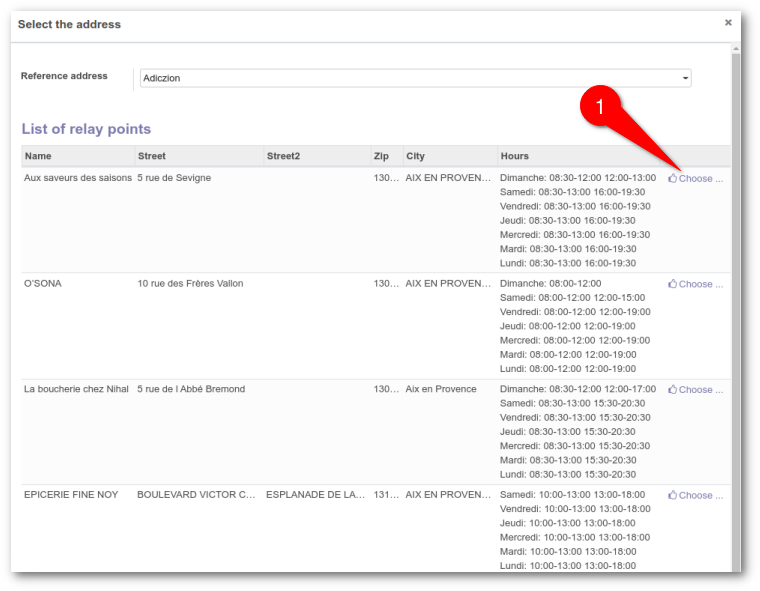 Select the address ×
Reference address Adiczion
1
List of relay points
Name Street Street2 Zip City Hours
Aux saveurs des saisons 5 rue de Sevigne 130... AIX EN PROVEN... Dimanche: 08:30-12:00 12:00-13:00 Choose ...
Samedi: 08:30-13:00 16:00-19:30
Vendredi: 08:30-13:00 16:00-19:30
Jeudi: 08:30-13:00 16:00-19:30
Mercredi: 08:30-13:00 16:00-19:30
Mardi: 08:30-13:00 16:00-19:30
Lundi: 08:30-13:00 16:00-19:30
O'SONA 10 rue des Frères Vallon 130... AIX EN PROVEN... Dimanche: 08:00-12:00 Choose ...
Samedi: 08:00-12:00 12:00-15:00
Vendredi: 08:00-12:00 12:00-19:00
Jeudi: 08:00-12:00 12:00-19:00
Mercredi: 08:00-12:00 12:00-19:00
Mardi: 08:00-12:00 12:00-19:00
Lundi: 08:00-12:00 12:00-19:00
La boucherie chez Nihal 5 rue de l Abbé Bremond 130... Aix en Provence Dimanche: 08:30-12:00 12:00-17:00 Choose ...
Samedi: 08:30-13:00 15:30-20:30
Vendredi: 08:30-13:00 15:30-20:30
Jeudi: 08:30-13:00 15:30-20:30
Mercredi: 08:30-13:00 15:30-20:30
Mardi: 08:30-13:00 15:30-20:30
Lundi: 08:30-13:00 15:30-20:30
EPICERIE FINE NOY BOULEVARD VICTOR C... ESPLANADE DE LA... 131... AIX EN PROVEN... Samedi: 10:00-13:00 13:00-18:00 Choose ...
Vendredi: 10:00-13:00 13:00-18:00
Jeudi: 10:00-13:00 13:00-18:00
Mercredi: 10:00-13:00 13:00-18:00
Mardi: 10:00-13:00 13:00-18:00
Lundi: 10:00-13:00 13:00-18:00